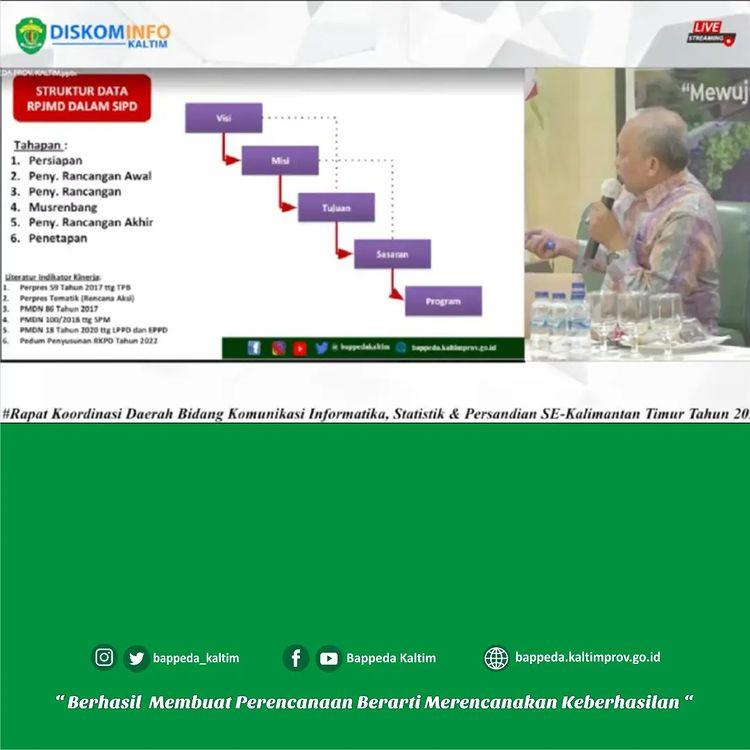 DISKOMINFO
KALTIM
LIVE
STREAMING
EDA PROV. KALTIM.pptx
STRUKTUR DATA
RPJMD DALAM SIPD
Tahapan :
1. Persiapan
2. Peny. Rancangan Awal
3. Peny. Rancangan
4. Musrenbang
5. Peny. Rancangan Akhir
6. Penetapan
Literatur Indikator Kinerja:
1. Perpres 59 Tahun 2017 ttg TPB
2. Perpres Tematik (Rencana Aksi)
3. PMDN 86 Tahun 2017
4. PMDN 100/2018 ttg SPM
5. PMDN 18 Tahun 2020 ttg LPPD dan EPPD
6. Pedum Penyusunan RKPD Tahun 2022
Visi
Misi
Tujuan
Sasaran
Program
@ bappedakaltim
bappeda.kaltimprov.go.id
"Mewuj
#Rapat Koordinasi Daerah Bidang Komunikasi Informatika, Statistik & Persandian SE-Kalimantan Timur Tahun 20
bappeda_kaltim
Bappeda Kaltim
bappeda.kaltimprov.go.id
“ Berhasil Membuat Perencanaan Berarti Merencanakan Keberhasilan “